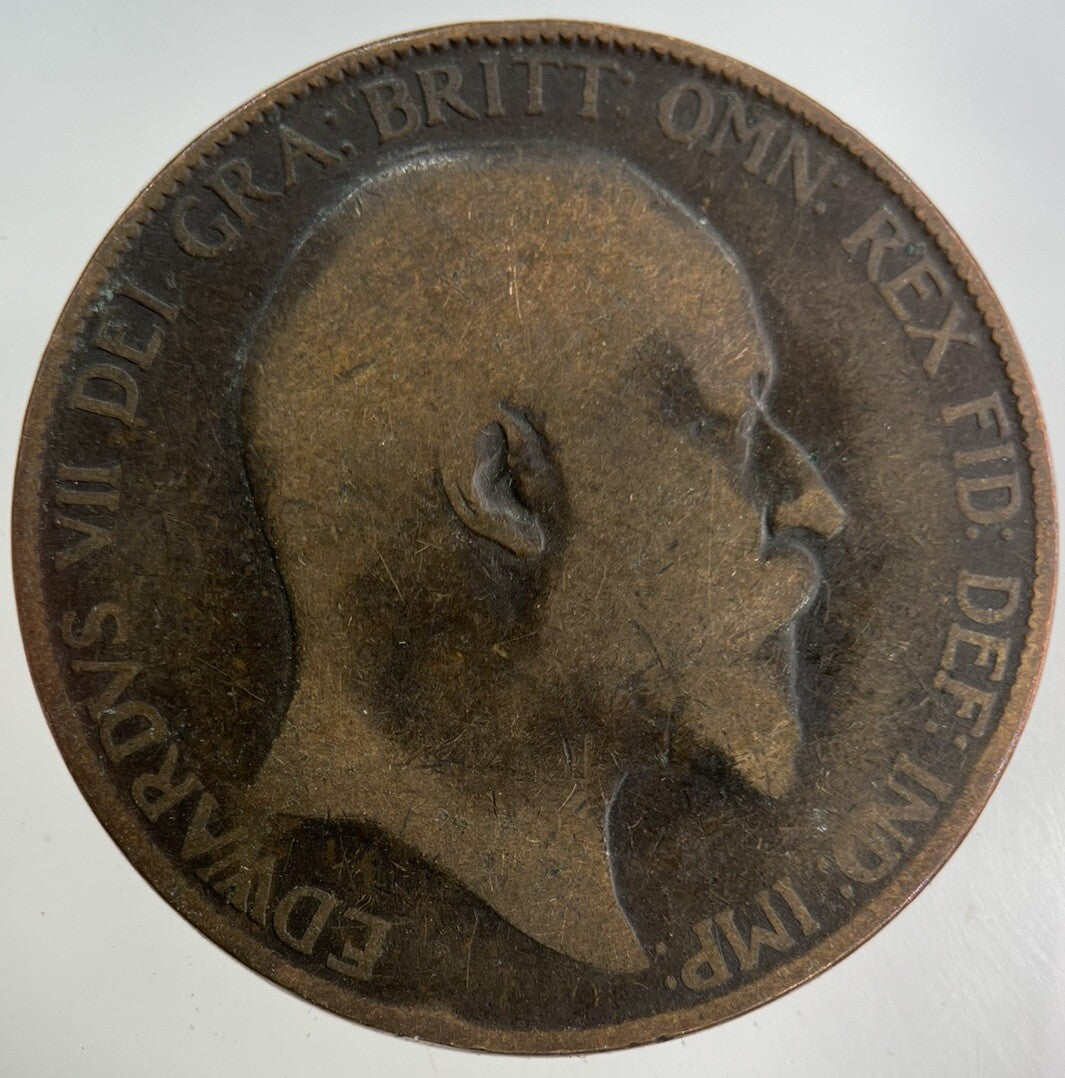 EDWARDVS VII DEI GRA: BRITT: OMN: REX FID: DEF: IND: IMP: